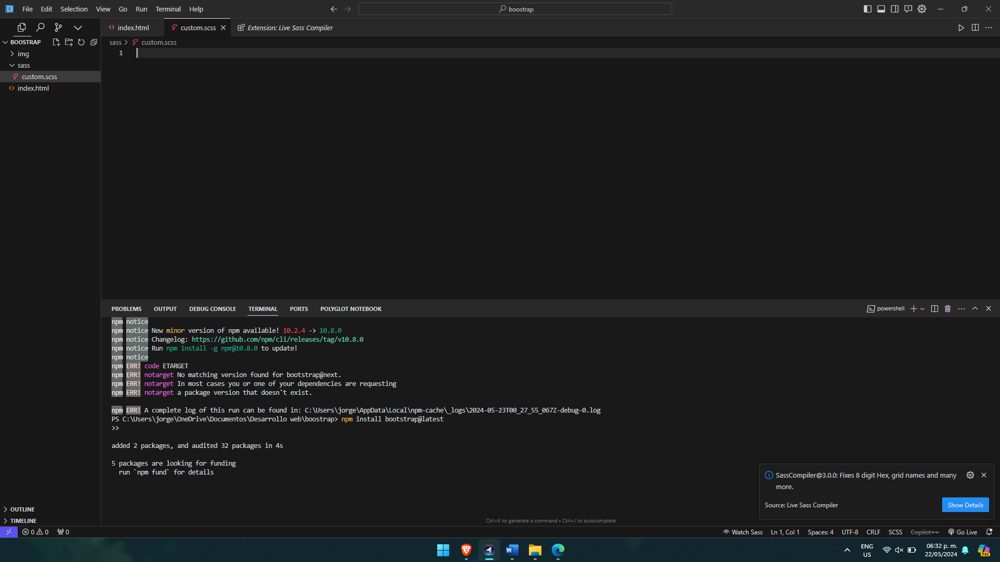 File Edit Selection View Go Run Terminal Help
boostrap
index.html
custom.scss
Extension: Live Sass Compiler
BOOSTRAP
img
sass
custom.scss
index.html
sass > custom.scss
1
PROBLEMS OUTPUT DEBUG CONSOLE TERMINAL PORTS POLYGLOT NOTEBOOK
powershell
npm notice
npm notice New minor version of npm available! 10.2.4 -> 10.8.0
npm notice Changelog: https://github.com/npm/cli/releases/tag/v10.8.0
npm notice Run npm install -g npm@10.8.0 to update!
npm notice
npm ERR! code ETARGET
npm ERR! notarget No matching version found for bootstrap@next.
npm ERR! notarget In most cases you or one of your dependencies are requesting
npm ERR! notarget a package version that doesn't exist.
npm ERR! A complete log of this run can be found in: C:\Users\jorge\AppData\Local\npm-cache\_logs\2024-05-23T00_27_55_067Z-debug-0.log
PS C:\Users\jorge\OneDrive\Documentos\Desarrollo web\boostrap> npm install bootstrap@latest
>>
added 2 packages, and audited 32 packages in 4s
5 packages are looking for funding
run `npm fund` for details
SassCompiler@3.0.0: Fixes 8 digit Hex, grid names and many
more.
Source: Live Sass Compiler
Show Details
OUTLINE
TIMELINE
Ctrl+K to generate a command • Ctrl+/ to autocomplete
0 0 0
Watch Sass Ln 1, Col 1 Spaces: 4 UTF-8 CRLF SCSS Copilot++ Go Live
W
ENG
US
06:32 p. m.
22/05/2024
PRE